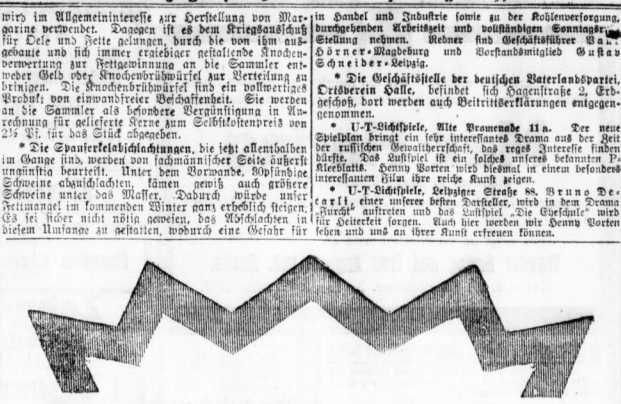 wird im Allgemeininteresse zur Herstellung von Mar-
garine verwendet. Dagegen ist es dem Kriegsausschuß
für Oele und Fette gelungen, durch die von ihm aus-
gebaute und sich immer ergiebiger gestaltende Knochen-
verwertung zur Fettgewinnung an die Sammler ent-
weder Geld oder Knochenbrühwürfel zur Verteilung zu
bringen. Die Knochenbrühwürfel sind ein vollwertiges
Produkt von einwandfreier Beschaffenheit. Sie werden
an die Sammler als besondere Vergünstigung in An-
rechnung für gelieferte Kerne zum Selbstkostenpreis von
2½ Pf. für das Stück abgegeben.
* Die Spanferkelabschlachtungen, die jetzt allenthalben
im Gange sind, werden von fachmännischer Seite äußerst
ungünstig beurteilt. Unter dem Vorwande, 30pfündige
Schweine abzuschlachten, kämen gewiß auch größere
Schweine unter das Messer. Dadurch würde unser
Fettmangel im kommenden Winter ganz erheblich steigen.
Es sei sicher nicht nötig gewesen, das Abschlachten in
diesem Umfange zu gestatten, wodurch eine Gefahr für
in Handel und Industrie sowie zu der Kohlenversorgung,
durchgehenden Arbeitszeit und vollständigen Sonntagsr
Stellung nehmen. Redner sind Geschäftsführer Paul
Hörner-Magdeburg und Vorstandsmitglied Gustav
Schneider-Leipzig.
* Die Geschäftsstelle der deutschen Vaterlandspartei,
Ortsverein Halle, befindet sich Hagenstraße 2, Erd-
geschoß, dort werden auch Beitrittserklärungen entgegen-
genommen.
* U-T-Lichtspiele, Alte Promenade 11a. Der neue
Spielplan bringt ein sehr interessantes Drama aus der Zeit
der russischen Gewaltherrschaft, das reges Interesse finden
dürfte. Das Lustspiel ist ein solches unseres bekannten P
Kleeblatts. Henny Porten wird diesmal in einem besonders
interessanten Film ihre reiche Kunst zeigen.
* U-T-Lichtspiele, Leipziger Straße 88. Bruno De-
carli, einer unserer besten Darsteller, wird in dem Drama
„Furcht" auftreten und das Lustspiel „Die Eheschule" wird
für Heiterkeit sorgen. Auch hier werden wir Henny Porten
sehen und uns an ihrer Kunst erfreuen können.